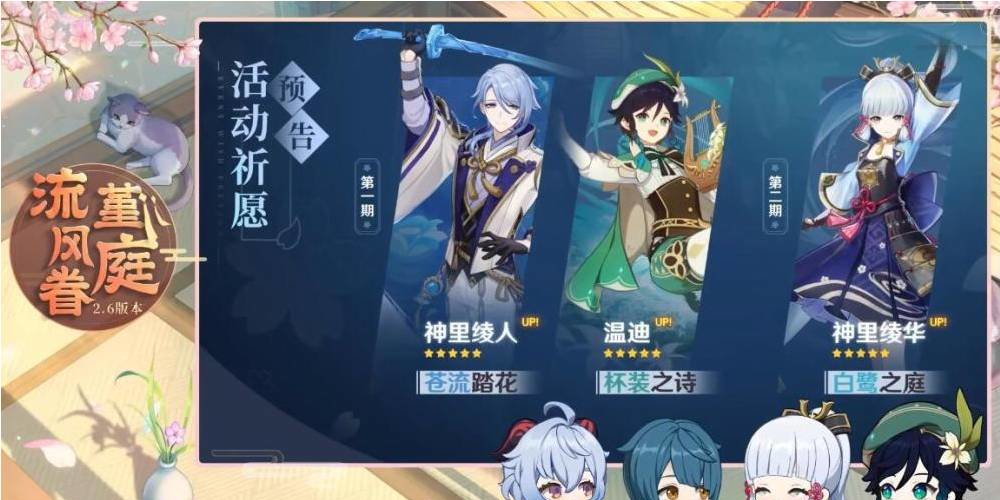 流风眷
堇庭
2.6版本
活动祈愿
预告
第一期
神里绫人 UP!
苍流踏花
温迪 UP!
杯装之诗
第二期
神里绫华 UP!
白鹭之庭